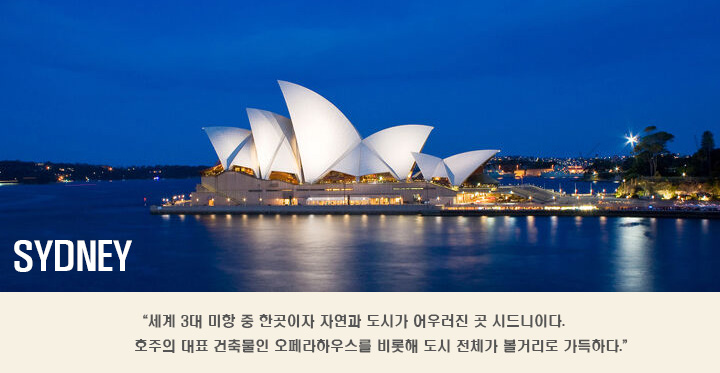 SYDNEY
“세계 3대 미항 중 한곳이자 자연과 도시가 어우러진 곳 시드니이다.
호주의 대표 건축물인 오페라하우스를 비롯해 도시 전체가 볼거리로 가득하다.”